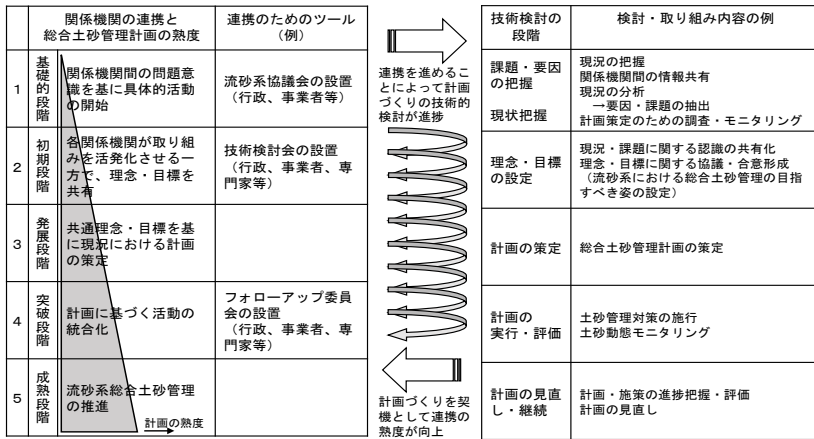 関係機関の連携と
総合土砂管理計画の熟度
連携のためのツール
（例）
1
基礎的段階
関係機関間の問題意
識を基に具体的活動
の開始
流砂系協議会の設置
（行政、事業者等）
2
初期段階
各関係機関が取り組
みを活発化させる一
方で、理念・目標を
共有
技術検討会の設置
（行政、事業者、専
門家等）
3
発展段階
共通理念・目標を基
に現況における計画
の策定
4
突破段階
計画に基づく活動の
統合化
フォローアップ委員
会の設置
（行政、事業者、専
門家等）
5
成熟段階
流砂系総合土砂管理
の推進
計画の熟度
連携を進めるこ
とによって計画
づくりの技術的
検討が進捗
計画づくりを契
機として連携の
熟度が向上
技術検討の
段階
検討・取り組み内容の例
課題・要因
の把握
現状把握
現況の把握
関係機関間の情報共有
現況の分析
→要因・課題の抽出
計画策定のための調査・モニタリング
理念・目標
の設定
現況・課題に関する認識の共有化
理念・目標に関する協議・合意形成
（流砂系における総合土砂管理の目指
すべき姿の設定）
計画の策定
総合土砂管理計画の策定
計画の
実行・評価
土砂管理対策の施行
土砂動態モニタリング
計画の見直
し・継続
計画・施策の進捗把握・評価
計画の見直し